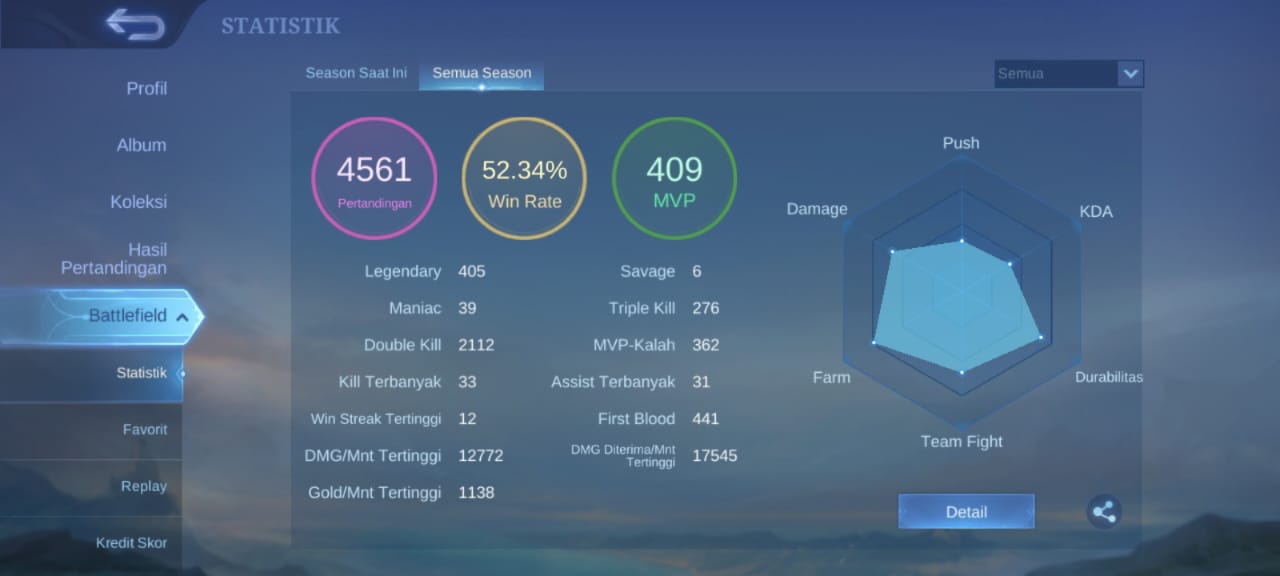 STATISTIK
Profil
Album
Koleksi
Hasil
Pertandingan
Battlefield
Statistik
Favorit
Replay
Kredit Skor
Season Saat Ini
Semua Season
Semua
4561
Pertandingan
52.34%
Win Rate
409
MVP
Legendary 405
Savage 6
Maniac 39
Triple Kill 276
Double Kill 2112
MVP-Kalah 362
Kill Terbanyak 33
Assist Terbanyak 31
Win Streak Tertinggi 12
First Blood 441
DMG/Mnt Tertinggi 12772
DMG Diterima/Mnt
Tertinggi 17545
Gold/Mnt Tertinggi 1138
Push
Damage
KDA
Farm
Durabilitas
Team Fight
Detail